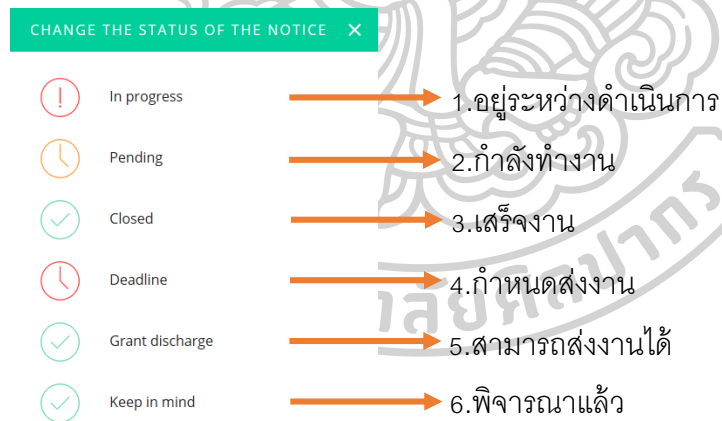 CHANGE THE STATUS OF THE NOTICE ×
In progress 1.อยู่ระหว่างดำเนินการ
Pending 2.กำลังทำงาน
Closed 3.เสร็จงาน
Deadline 4.กำหนดส่งงาน
Grant discharge 5.สามารถส่งงานได้
Keep in mind 6.พิจารณาแล้ว